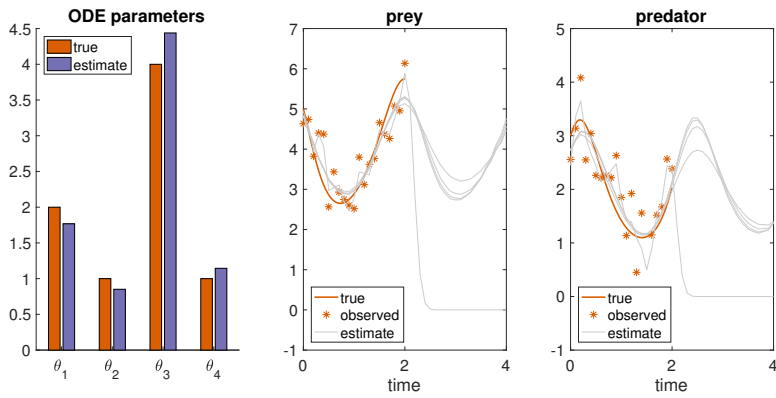 ODE parameters
4.5
4
3.5
3
2.5
2
1.5
1
0.5
0
true
estimate
θ1 θ2 θ3 θ4
prey
7
6
5
4
3
2
1
0
-1
true
observed
estimate
0 2 4
time
predator
5
4
3
2
1
0
-1
true
observed
estimate
0 2 4
time